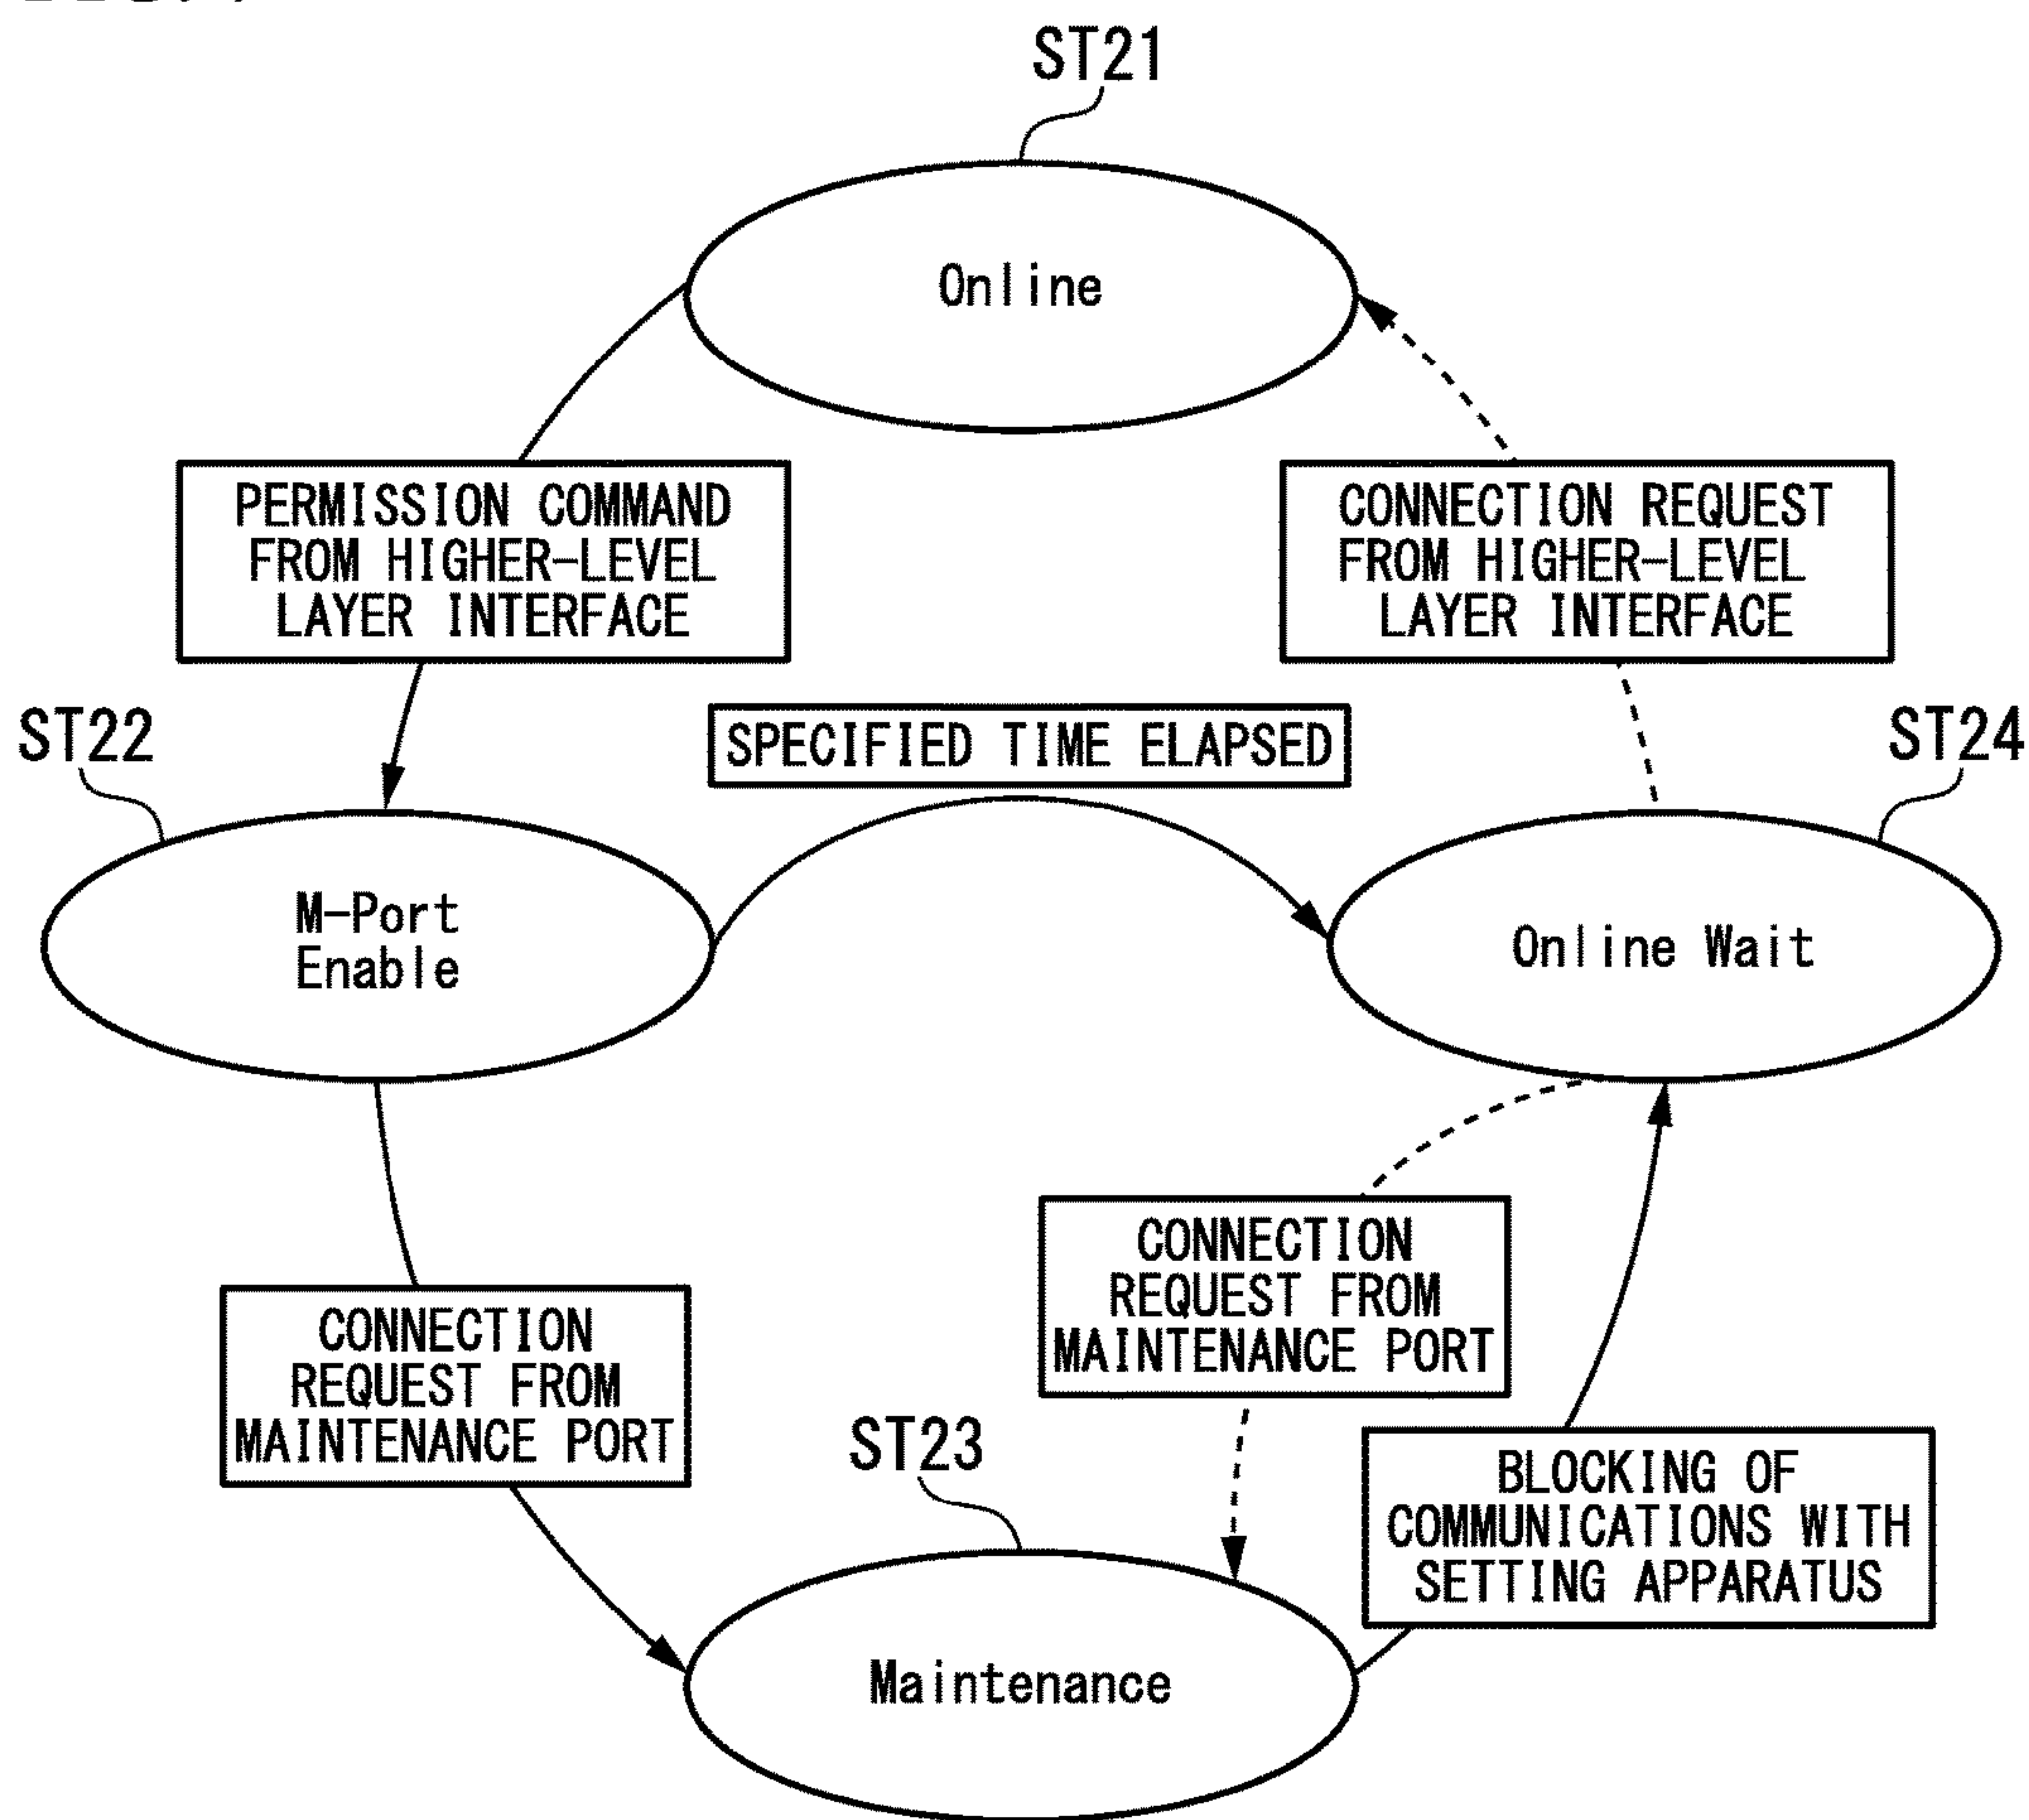 ST21
Online
PERMISSION COMMAND
FROM HIGHER-LEVEL
LAYER INTERFACE
CONNECTION REQUEST
FROM HIGHER-LEVEL
LAYER INTERFACE
ST22
SPECIFIED TIME ELAPSED
ST24
M-Port
Enable
Online Wait
CONNECTION
REQUEST FROM
MAINTENANCE PORT
CONNECTION
REQUEST FROM
MAINTENANCE PORT
ST23
BLOCKING OF
COMMUNICATIONS WITH
SETTING APPARATUS
Maintenance